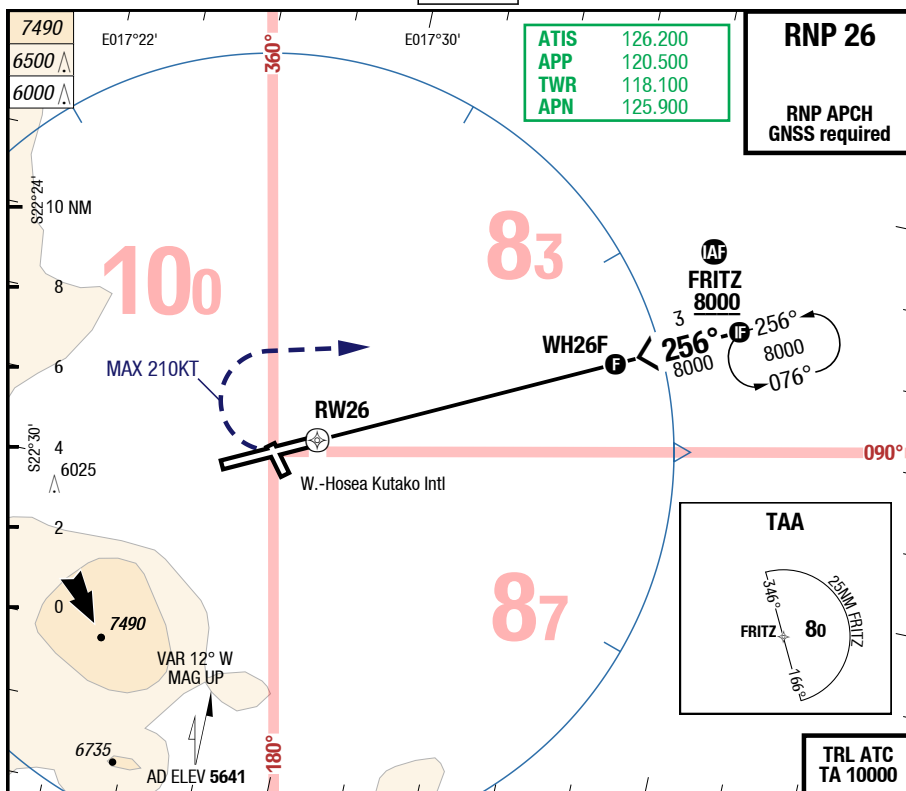 7490
6500
6000
E017°22'
360°
E017°30'
ATIS 126.200
APP 120.500
TWR 118.100
APN 125.900
RNP 26
RNP APCH
GNSS required
S22°24'
10 NM
8
6
4
2
0
100
83
IAF
FRITZ
8000
3
256°
8000
IF
256°
8000
076°
WH26F
F
MAX 210KT
RW26
090°
S22°30'
6025
W.-Hosea Kutako Intl
TAA
346°
25NM FRITZ
FRITZ
80
166°
87
7490
VAR 12° W
MAG UP
6735
AD ELEV 5641
180°
TRL ATC
TA 10000